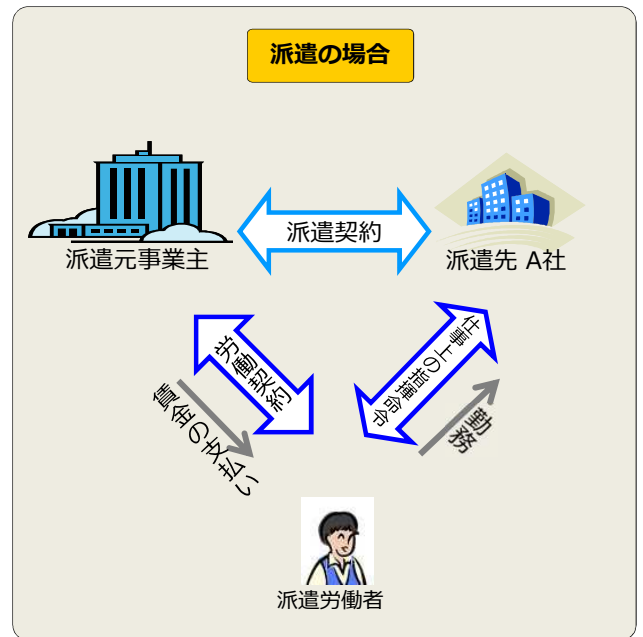 派遣の場合
派遣契約
派遣元事業主
派遣先 A社
労働契約
仕事上の指揮命令
賃金の支払い
勤務
派遣労働者